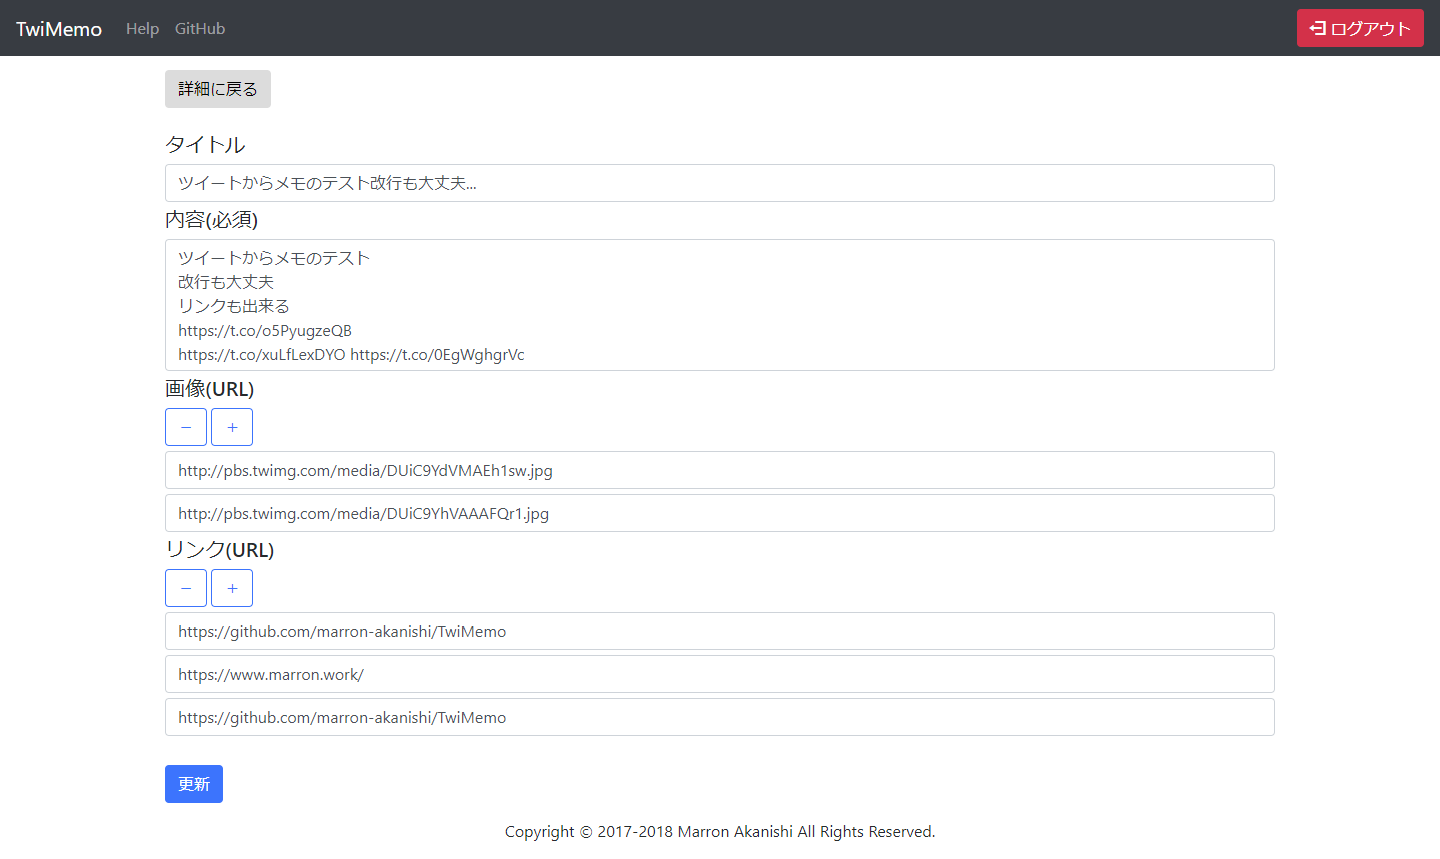 TwiMemo Help GitHub ログアウト
詳細に戻る
タイトル
ツイートからメモのテスト改行も大丈夫...
内容(必須)
ツイートからメモのテスト
改行も大丈夫
リンクも出来る
https://t.co/o5PyugzeQB
https://t.co/xuLfLexDYO https://t.co/0EgWghgrVc
画像(URL)
− +
http://pbs.twimg.com/media/DUiC9YdVMAEh1sw.jpg
http://pbs.twimg.com/media/DUiC9YhVAAAFQr1.jpg
リンク(URL)
− +
https://github.com/marron-akanishi/TwiMemo
https://www.marron.work/
https://github.com/marron-akanishi/TwiMemo
更新
Copyright © 2017-2018 Marron Akanishi All Rights Reserved.